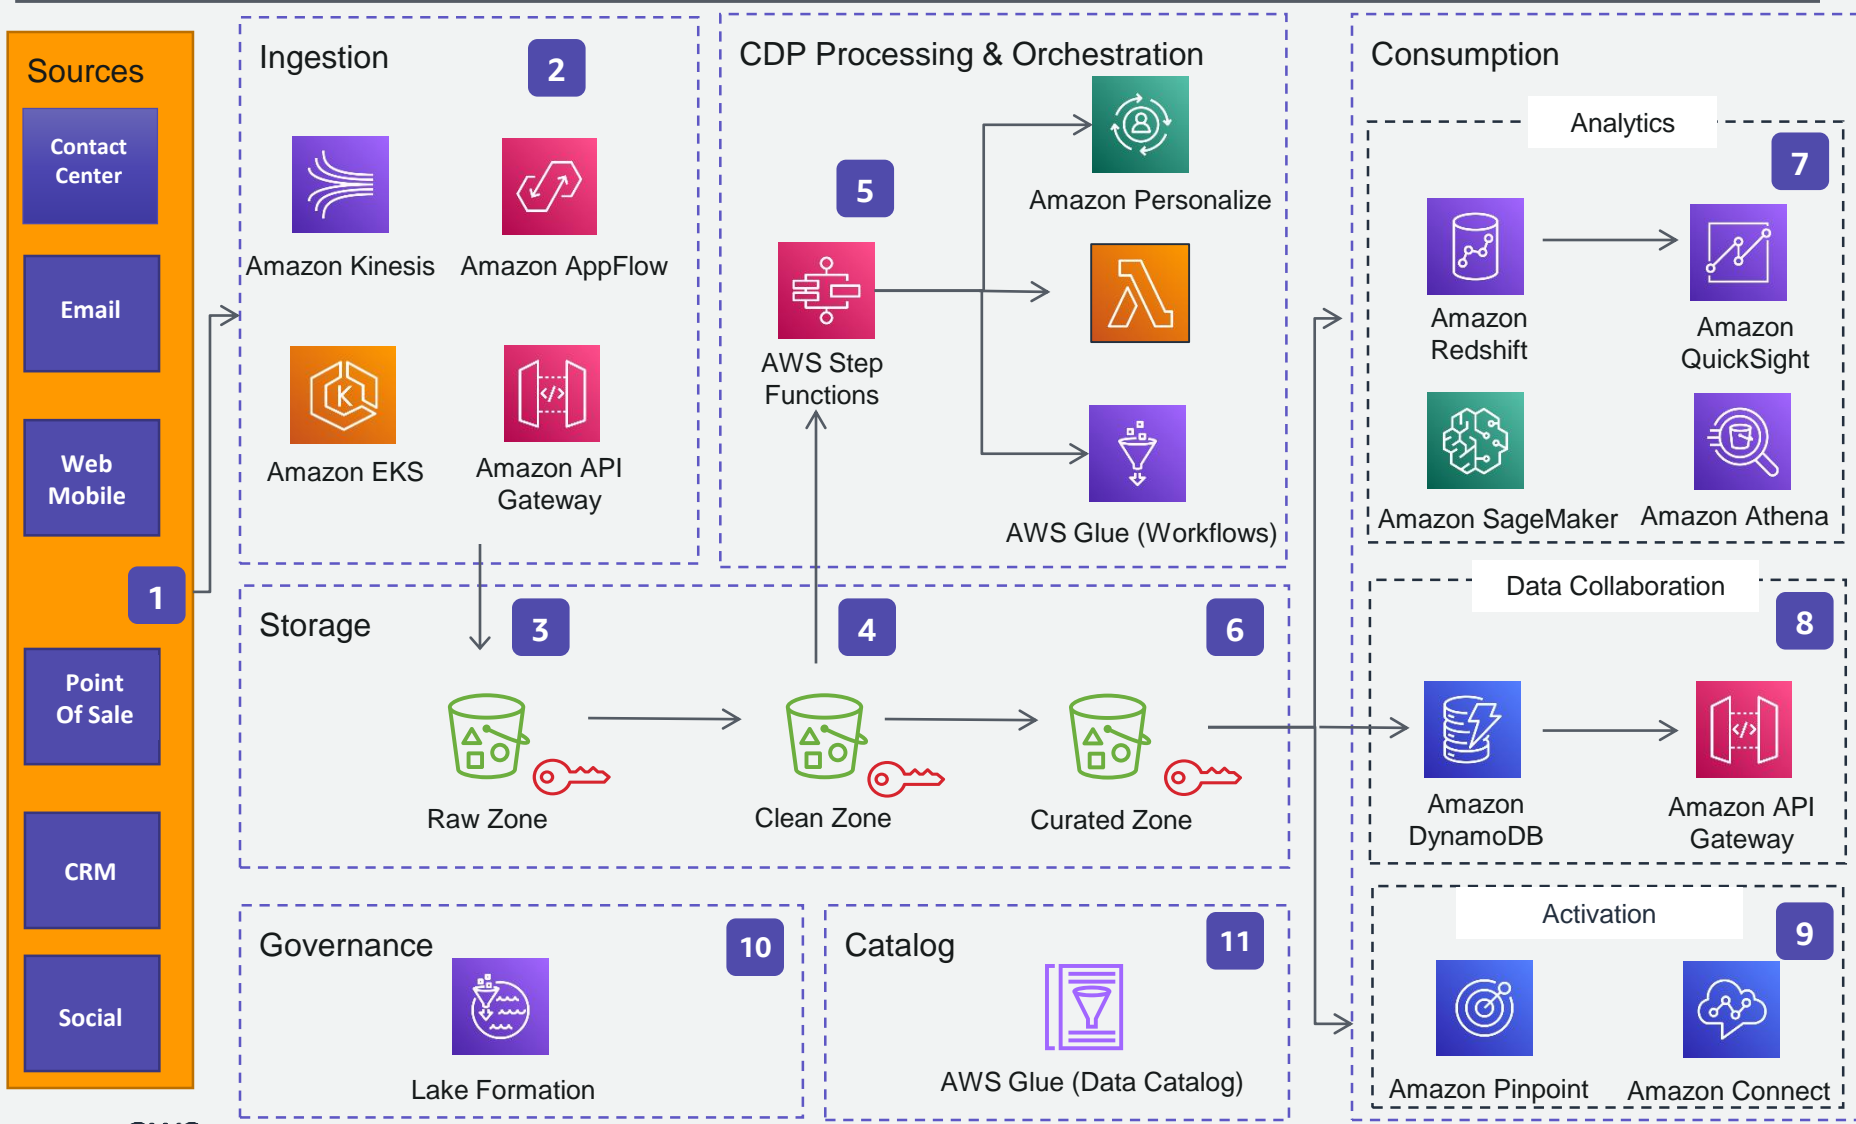 Sources
Contact
Center
Email
Web
Mobile
1
Point
Of Sale
CRM
Social
Ingestion
2
Amazon Kinesis
Amazon AppFlow
K
</>
Amazon EKS
Amazon API
Gateway
CDP Processing & Orchestration
5
Amazon Personalize
AWS Step
Functions
AWS Glue (Workflows)
Storage
3
4
6
Raw Zone
Clean Zone
Curated Zone
Governance
10
Lake Formation
Catalog
11
AWS Glue (Data Catalog)
Consumption
Analytics
7
Amazon
Redshift
Amazon
QuickSight
Amazon SageMaker
Amazon Athena
Data Collaboration
8
</>
Amazon
DynamoDB
Amazon API
Gateway
Activation
9
Amazon Pinpoint
Amazon Connect